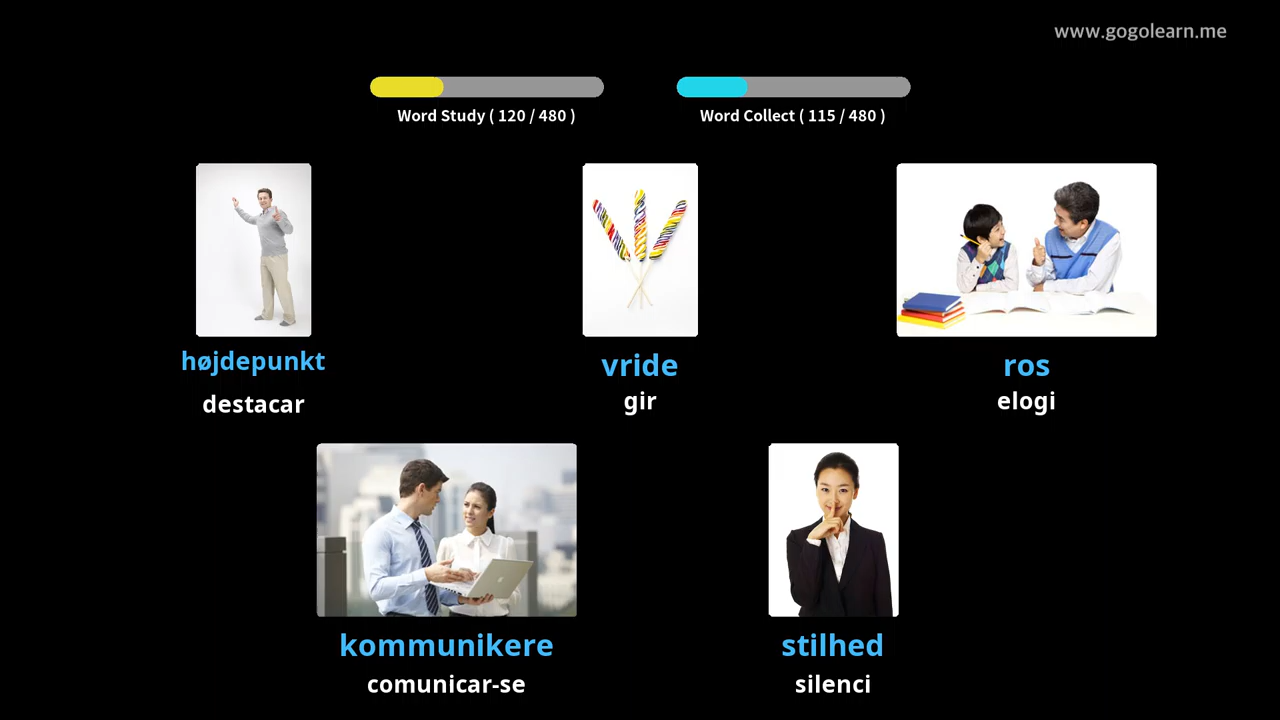 www.gogolearn.me
Word Study ( 120 / 480 )
Word Collect ( 115 / 480 )
højdepunkt
destacar
vride
gir
ros
elogi
kommunikere
comunicar-se
stilhed
silenci